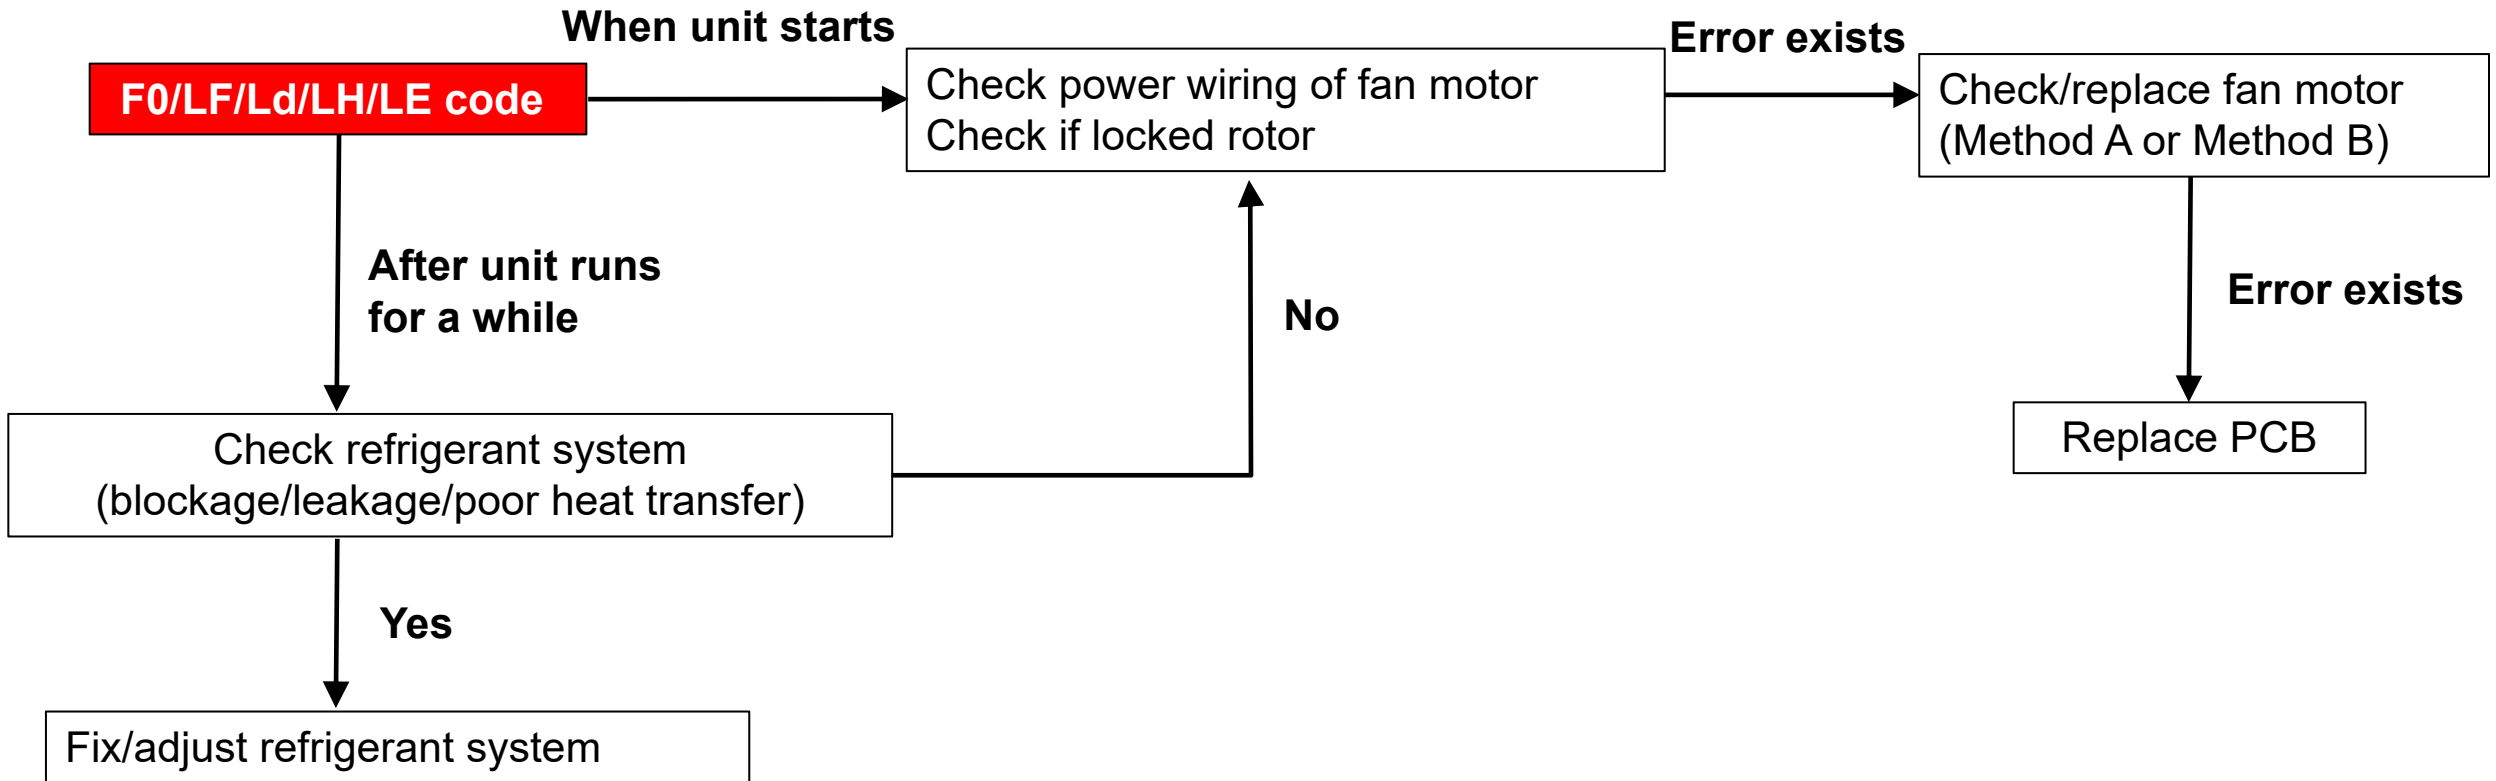 When unit starts
Error exists
F0/LF/Ld/LH/LE code
Check power wiring of fan motor
Check if locked rotor
Check/replace fan motor
(Method A or Method B)
After unit runs
for a while
No
Error exists
Check refrigerant system
(blockage/leakage/poor heat transfer)
Replace PCB
Yes
Fix/adjust refrigerant system